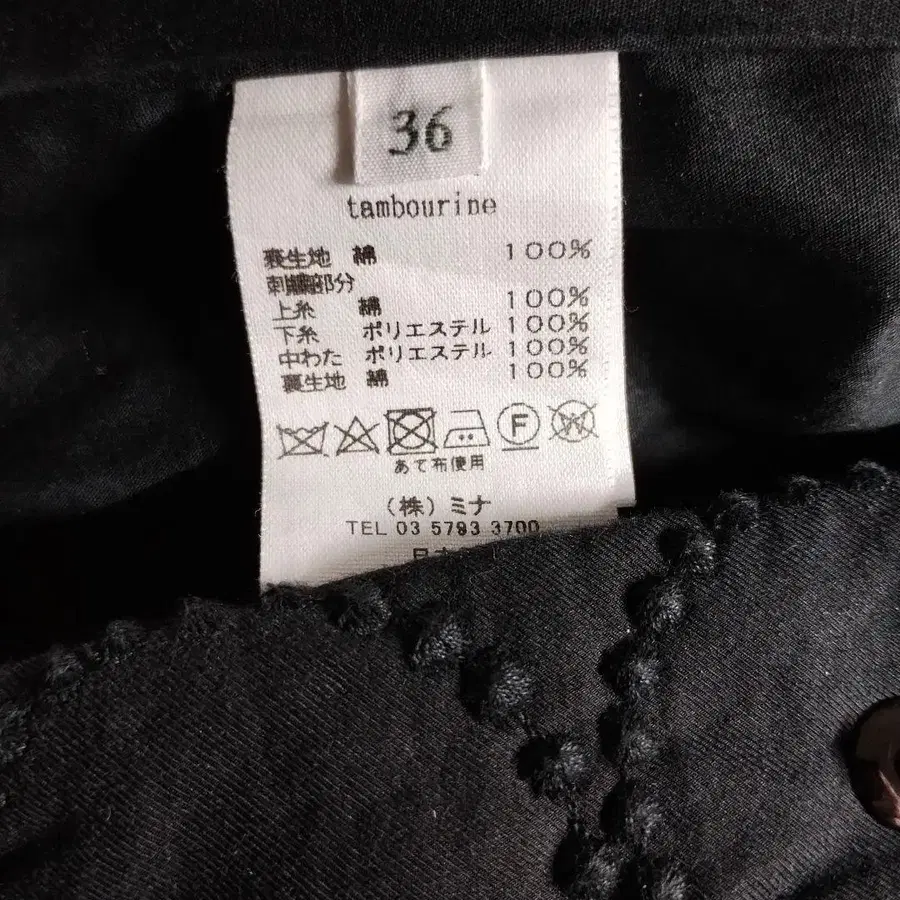 36
tambourine
表生地 綿 100%
刺繍部分
上糸 綿 100%
下糸 ポリエステル 100%
中わた ポリエステル 100%
裏生地 綿 100%
F W
あて布使用
(株)ミナ
TEL 03 5793 3700